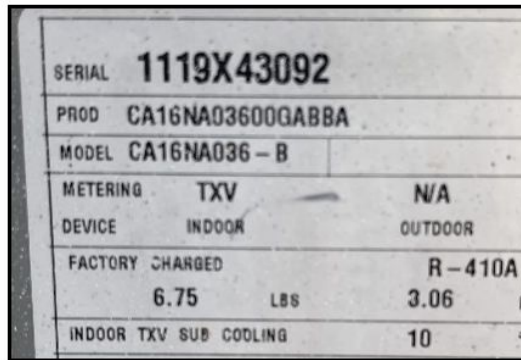 SERIAL 1119X43092
PROD CA16NA03600GABBA
MODEL CA16NA036-B
METERING TXV N/A
DEVICE INDOOR OUTDOOR
FACTORY CHARGED R-410A
6.75 LBS 3.06
INDOOR TXV SUB COOLING 10